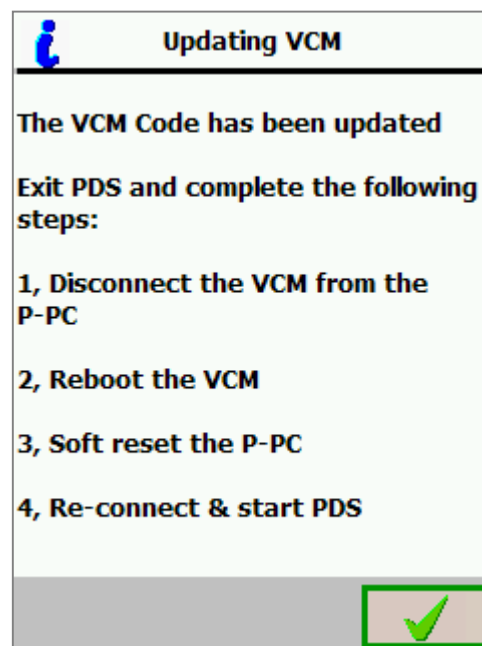 Updating VCM
The VCM Code has been updated
Exit PDS and complete the following
steps:
1, Disconnect the VCM from the
P-PC
2, Reboot the VCM
3, Soft reset the P-PC
4, Re-connect & start PDS